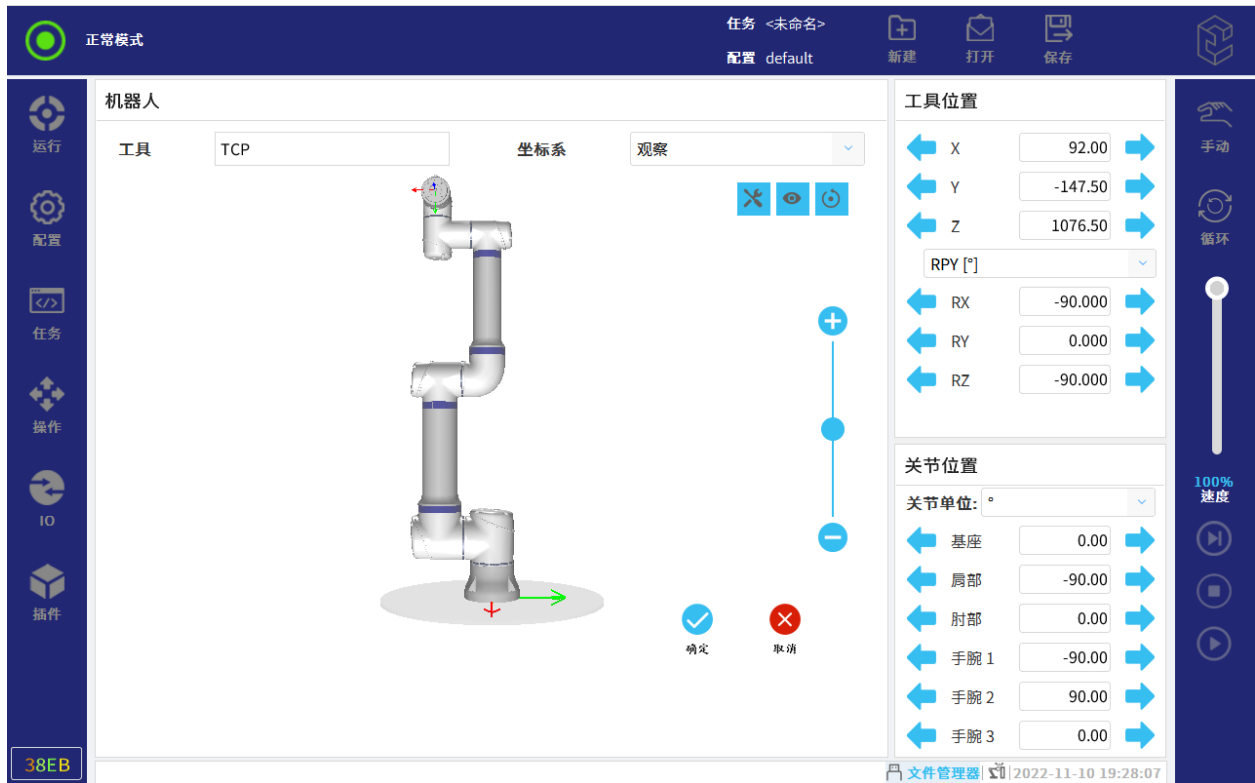 正常模式
任务 <未命名>
配置 default
新建
打开
保存
运行
配置
任务
操作
IO
插件
38EB
机器人
工具 TCP
坐标系 观察
确定
取消
工具位置
X 92.00
Y -147.50
Z 1076.50
RPY [°]
RX -90.000
RY 0.000
RZ -90.000
关节位置
关节单位: °
基座 0.00
肩部 -90.00
肘部 0.00
手腕 1 -90.00
手腕 2 90.00
手腕 3 0.00
手动
循环
100%
速度
文件管理器
2022-11-10 19:28:07